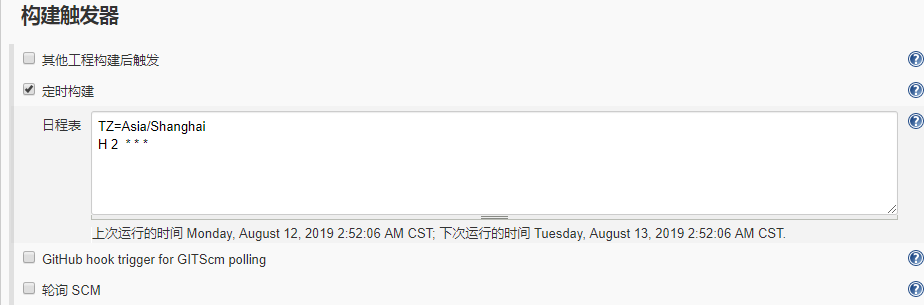 构建触发器
其他工程构建后触发
定时构建
日程表
TZ=Asia/Shanghai
H 2  * * *
上次运行的时间 Monday, August 12, 2019 2:52:06 AM CST; 下次运行的时间 Tuesday, August 13, 2019 2:52:06 AM CST.
GitHub hook trigger for GITScm polling
轮询 SCM